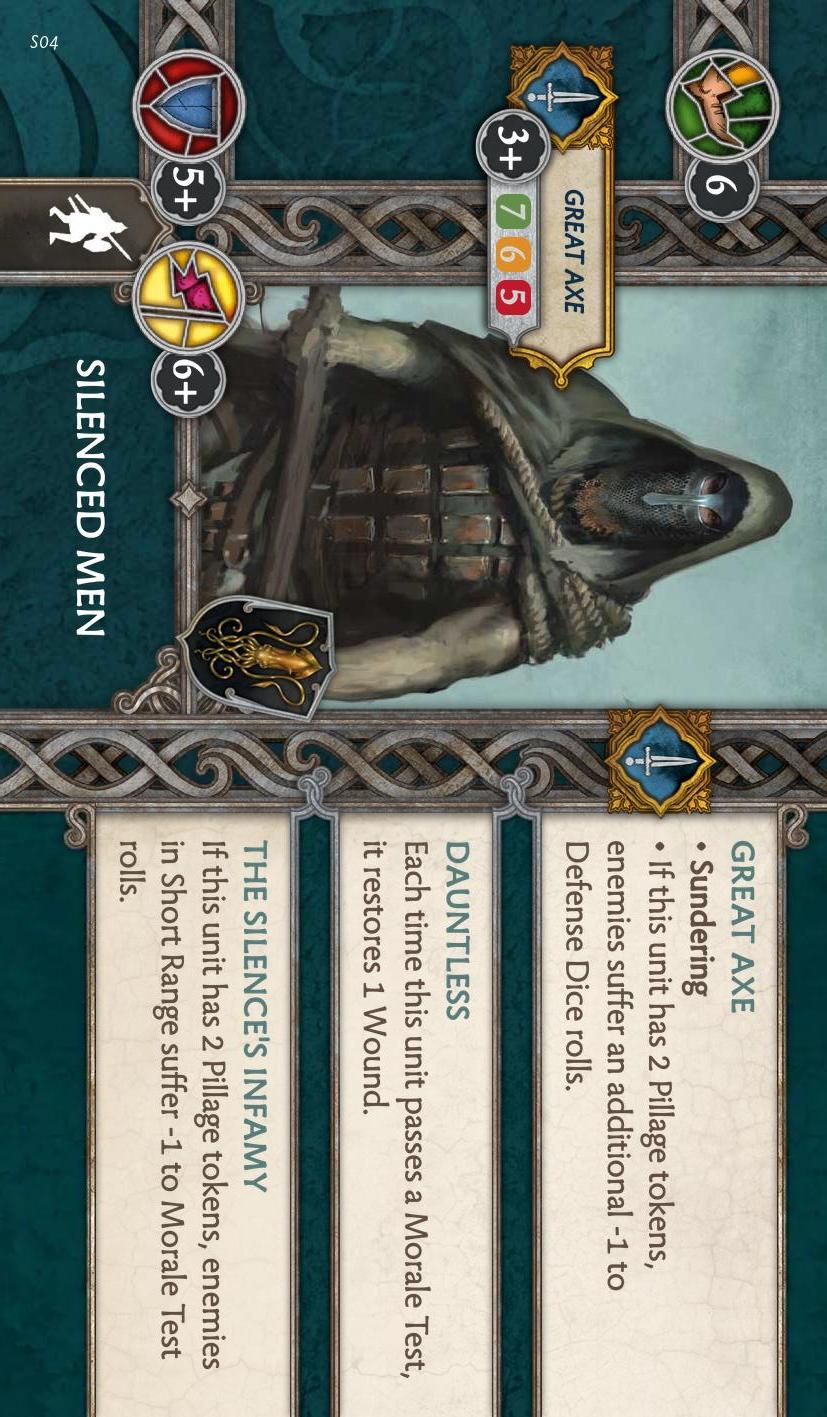 6
GREAT AXE
3+
7 6 5
5+
6+
SILENCED MEN
S04
GREAT AXE
• Sundering
• If this unit has 2 Pillage tokens,
enemies suffer an additional -1 to
Defense Dice rolls.
DAUNTLESS
Each time this unit passes a Morale Test,
it restores 1 Wound.
THE SILENCE'S INFAMY
If this unit has 2 Pillage tokens, enemies
in Short Range suffer -1 to Morale Test
rolls.